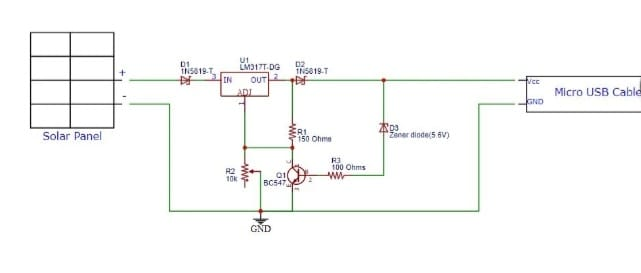 D1
1N5819-T
U1
LM317T-DG
D2
1N5819-T
+
3
IN
OUT
2
ADJ
1
-
Vcc
Micro USB Cable
GND
Solar Panel
R1
150 Ohms
D3
Zener diode(5.6V)
R2
10k
Q1
BC547
R3
100 Ohms
2
GND